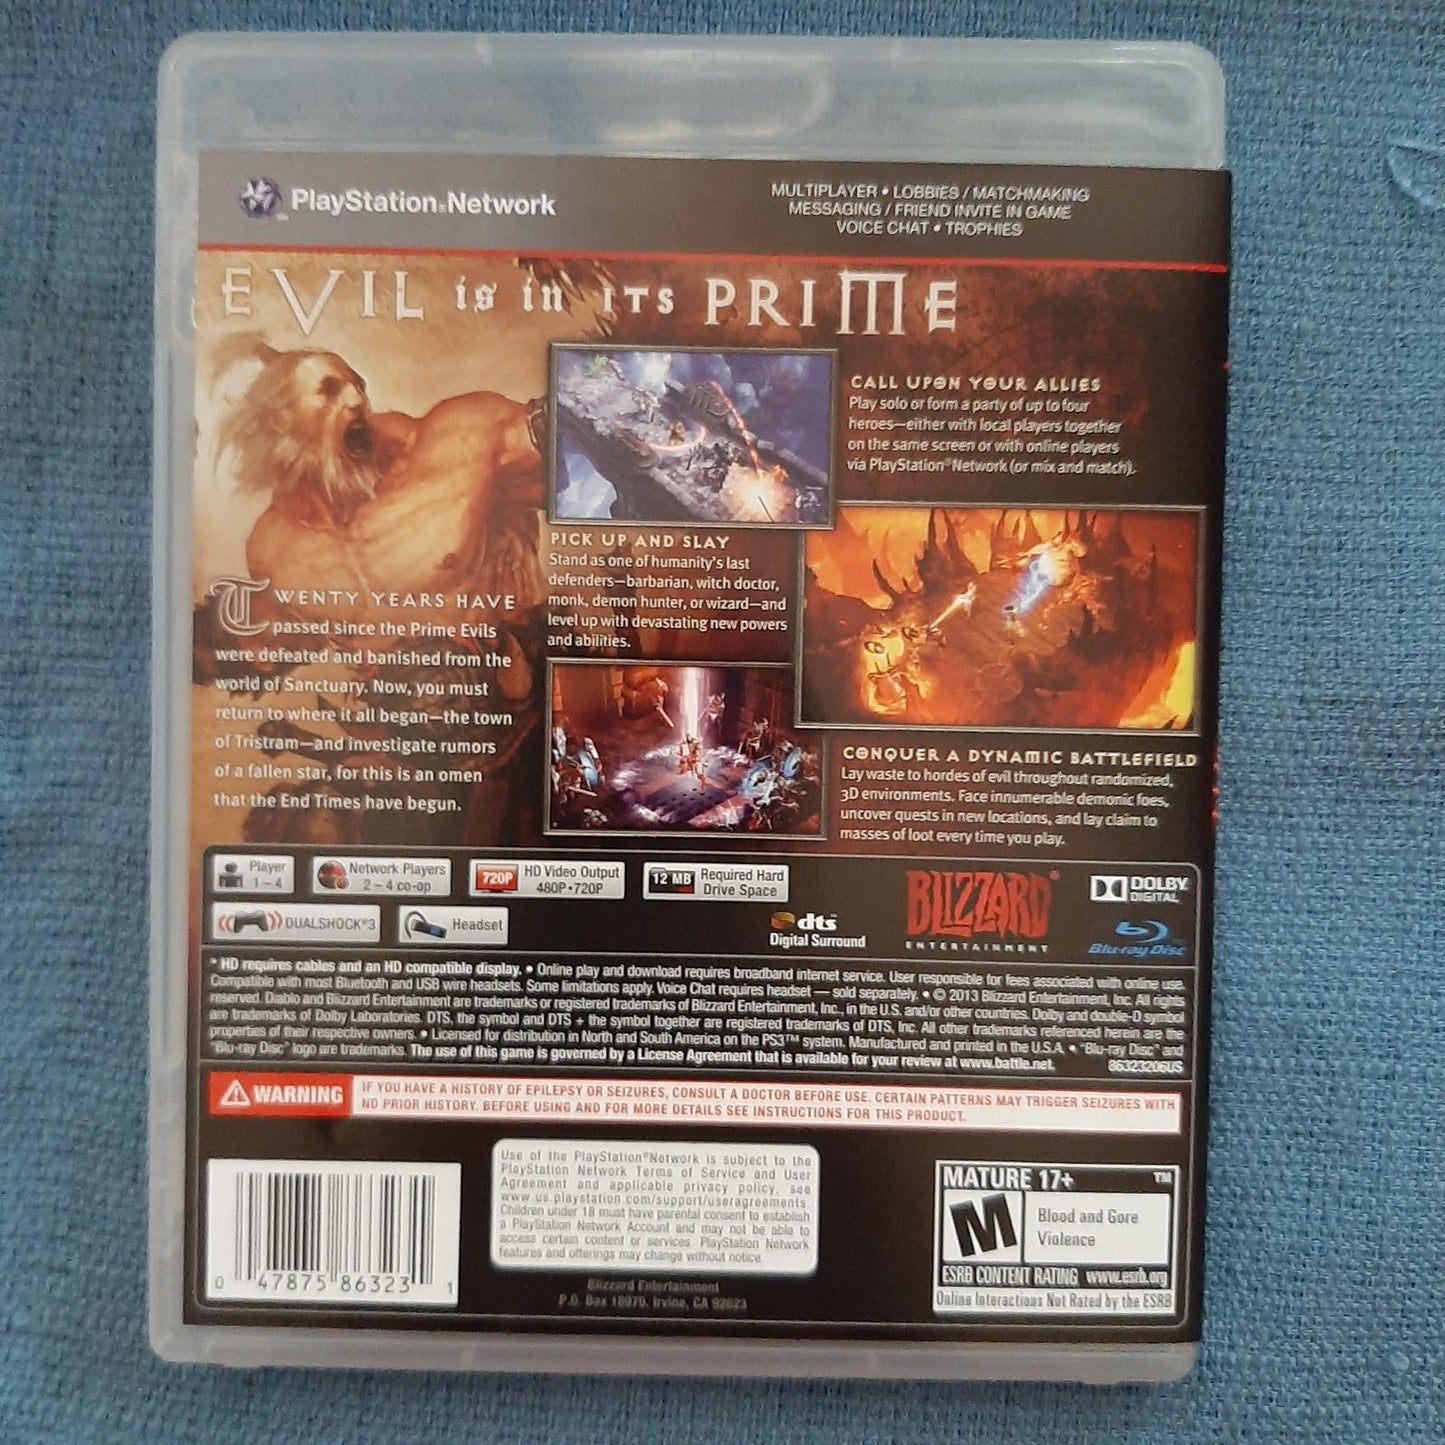 PlayStation®Network
MULTIPLAYER • LOBBIES / MATCHMAKING
MESSAGING / FRIEND INVITE IN GAME
VOICE CHAT • TROPHIES
EVIL is in ITS PRIME
CALL UPON YOUR ALLIES
Play solo or form a party of up to four
heroes—either with local players together
on the same screen or with online players
via PlayStation®Network (or mix and match).
PICK UP AND SLAY
Stand as one of humanity's last
defenders—barbarian, witch doctor,
monk, demon hunter, or wizard—and
level up with devastating new powers
and abilities.
TWENTY YEARS HAVE
passed since the Prime Evils
were defeated and banished from the
world of Sanctuary. Now, you must
return to where it all began—the town
of Tristram—and investigate rumors
of a fallen star, for this is an omen
that the End Times have begun.
CONQUER A DYNAMIC BATTLEFIELD
Lay waste to hordes of evil throughout randomized,
3D environments. Face innumerable demonic foes,
uncover quests in new locations, and lay claim to
masses of loot every time you play.
Player
1 – 4
Network Players
2 – 4 co-op
720P
HD Video Output
480P • 720P
12 MB
Required Hard
Drive Space
BLIZZARD®
ENTERTAINMENT
DOLBY
DIGITAL
DUALSHOCK®3
Headset
dts
Digital Surround
Blu-ray Disc
* HD requires cables and an HD compatible display. • Online play and download requires broadband internet service. User responsible for fees associated with online use.
Compatible with most Bluetooth and USB wire headsets. Some limitations apply. Voice Chat requires headset — sold separately. • © 2013 Blizzard Entertainment, Inc. All rights
reserved. Diablo and Blizzard Entertainment are trademarks or registered trademarks of Blizzard Entertainment, Inc., in the U.S. and/or other countries. Dolby and double-D symbol
are trademarks of Dolby Laboratories. DTS, the symbol and DTS + the symbol together are registered trademarks of DTS, Inc. All other trademarks referenced herein are the
properties of their respective owners. • Licensed for distribution in North and South America on the PS3™ system. Manufactured and printed in the U.S.A. • "Blu-ray Disc" and
"Blu-ray Disc" logo are trademarks. The use of this game is governed by a License Agreement that is available for your review at www.battle.net.
86323206US
WARNING
IF YOU HAVE A HISTORY OF EPILEPSY OR SEIZURES, CONSULT A DOCTOR BEFORE USE. CERTAIN PATTERNS MAY TRIGGER SEIZURES WITH
NO PRIOR HISTORY. BEFORE USING AND FOR MORE DETAILS SEE INSTRUCTIONS FOR THIS PRODUCT.
0 47875 86323 1
Use of the PlayStation®Network is subject to the
PlayStation Network Terms of Service and User
Agreement and applicable privacy policy, see
www.us.playstation.com/support/useragreements.
Children under 18 must have parental consent to establish
a PlayStation Network Account and may not be able to
access certain content or services. PlayStation Network
features and offerings may change without notice.
Blizzard Entertainment
P.O. Box 18979, Irvine, CA 92623
MATURE 17+ ™
M
Blood and Gore
Violence
ESRB CONTENT RATING www.esrb.org
Online Interactions Not Rated by the ESRB